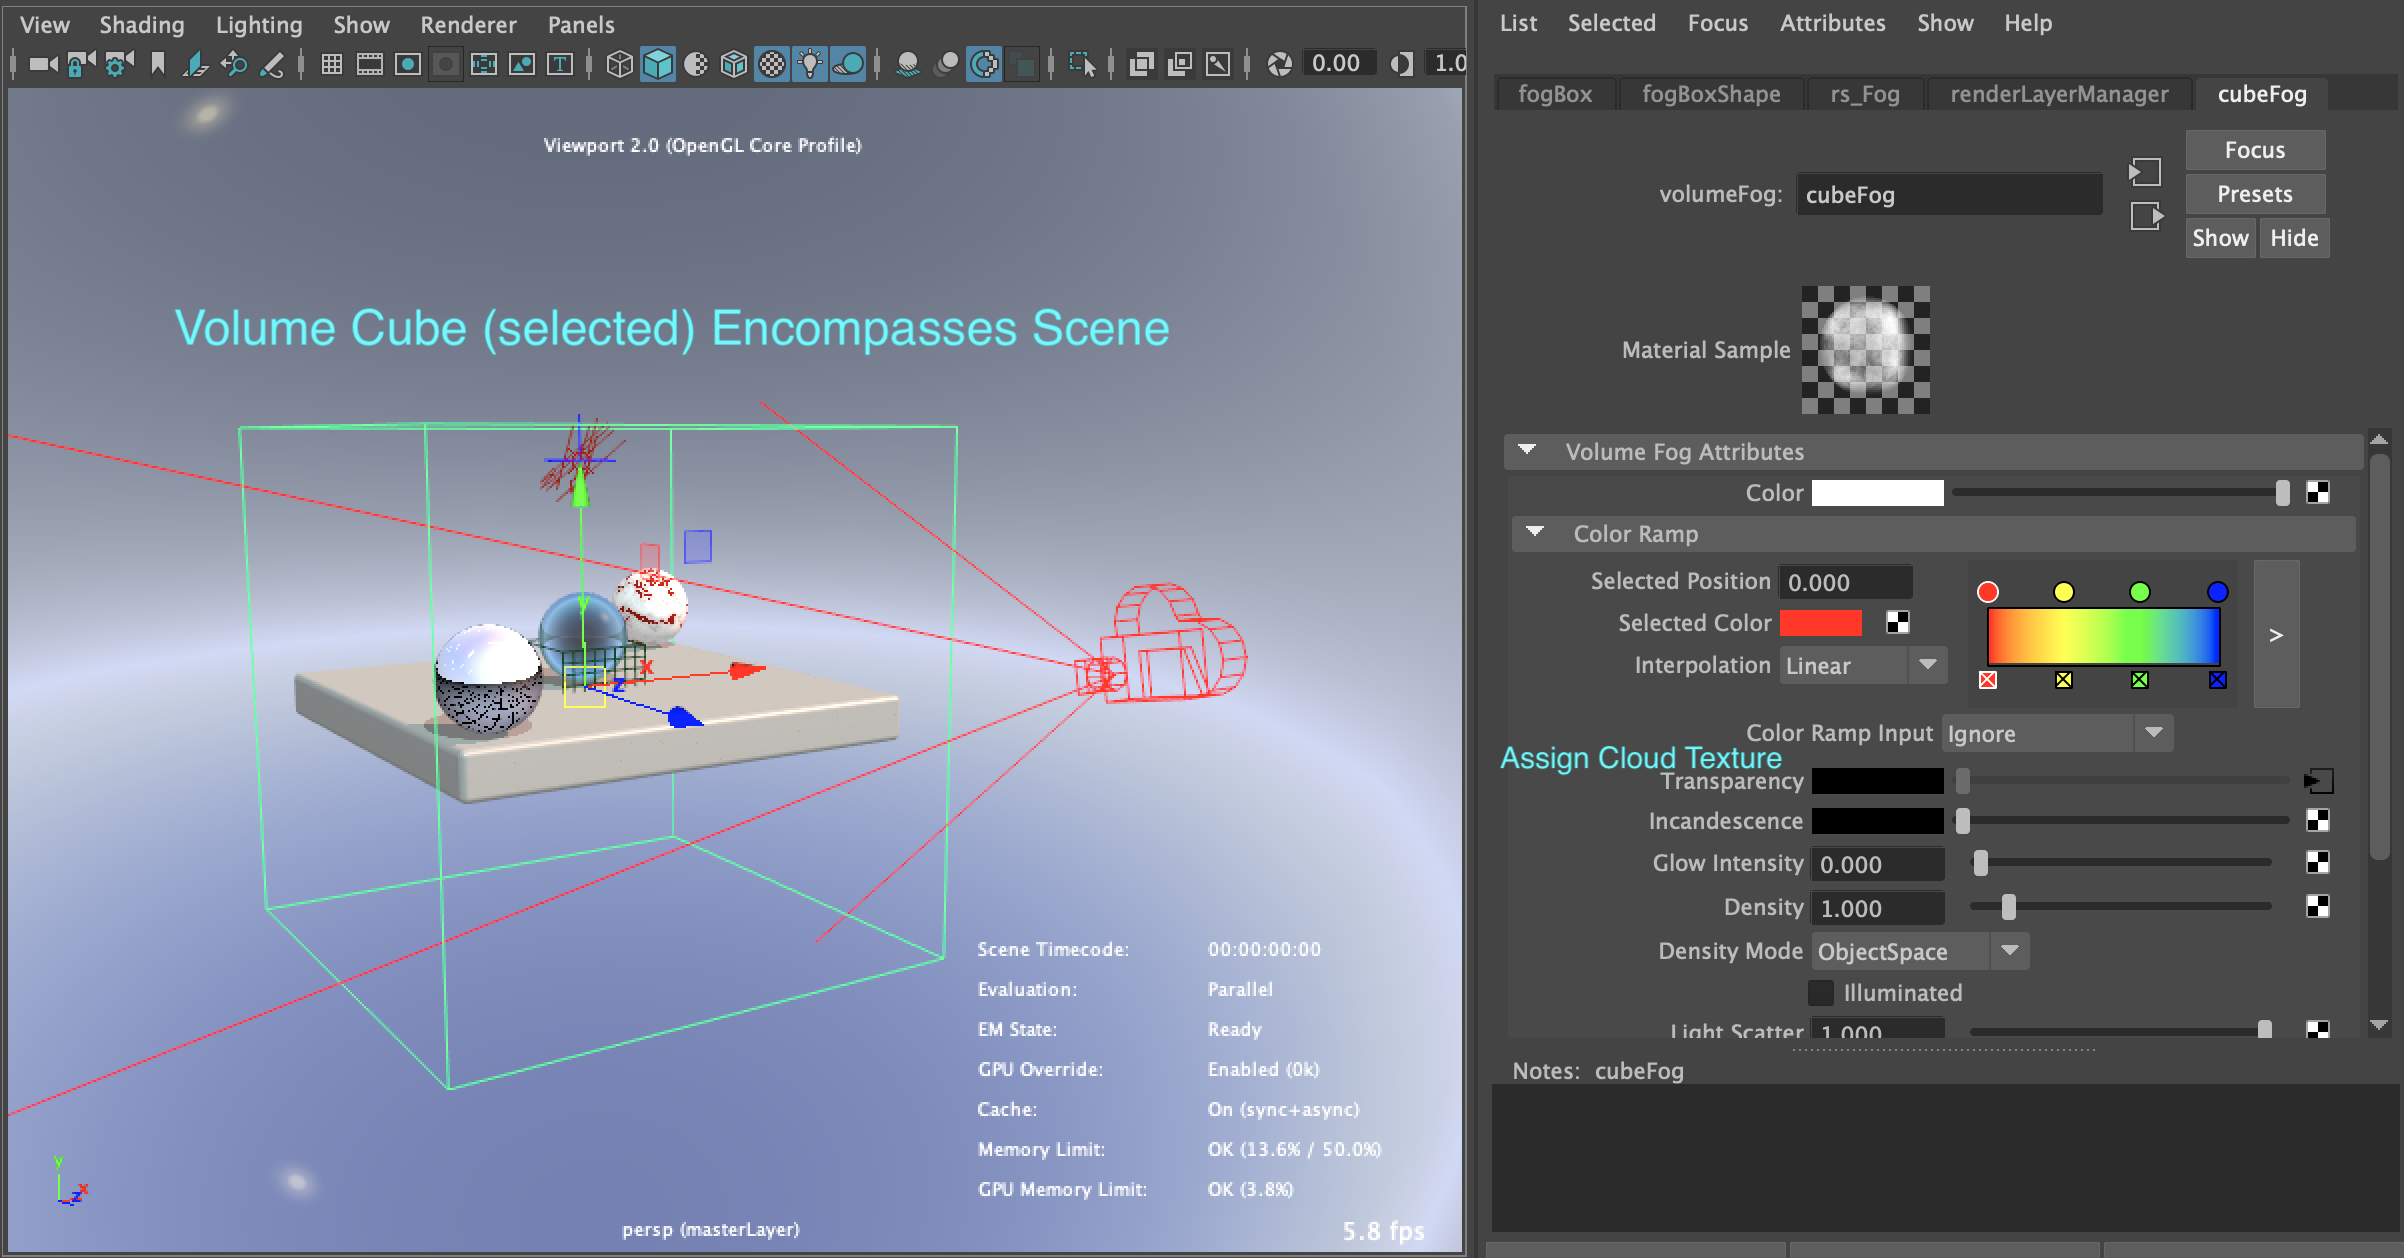 View Shading Lighting Show Renderer Panels
0.00 1.0
Viewport 2.0 (OpenGL Core Profile)
Volume Cube (selected) Encompasses Scene
y
x
z
Scene Timecode: 00:00:00:00
Evaluation: Parallel
EM State: Ready
GPU Override: Enabled (0k)
Cache: On (sync+async)
Memory Limit: OK (13.6% / 50.0%)
GPU Memory Limit: OK (3.8%)
y
z x
persp (masterLayer)
5.8 fps
List Selected Focus Attributes Show Help
fogBox fogBoxShape rs_Fog renderLayerManager cubeFog
Focus
volumeFog: cubeFog
Presets
Show Hide
Material Sample
Volume Fog Attributes
Color
Color Ramp
Selected Position 0.000
Selected Color
>
Interpolation Linear
Color Ramp Input Ignore
Assign Cloud Texture
Transparency
Incandescence
Glow Intensity 0.000
Density 1.000
Density Mode ObjectSpace
Illuminated
Light Scatter 1.000
Notes: cubeFog